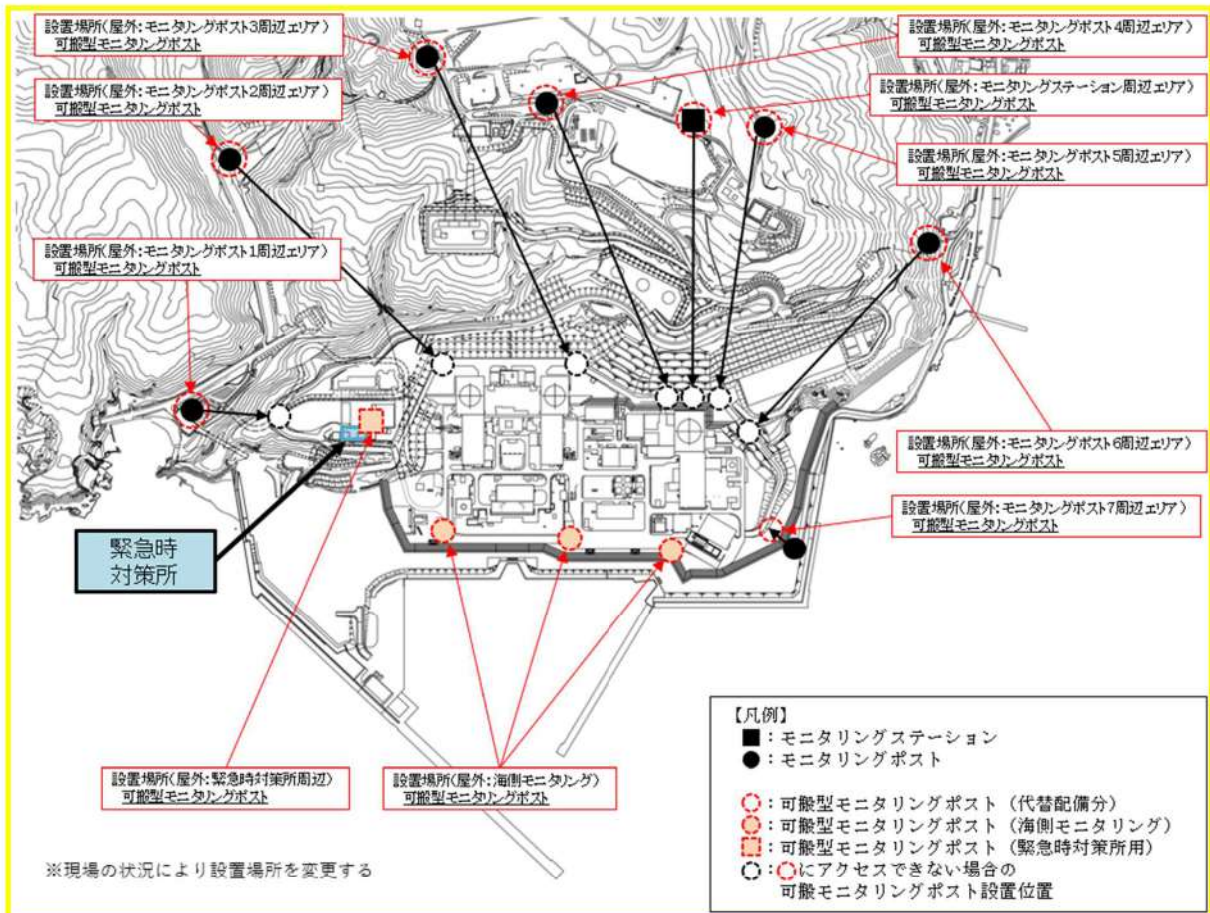 設置場所(屋外:モニタリングポスト3周辺エリア)
可搬型モニタリングポスト
設置場所(屋外:モニタリングポスト2周辺エリア)
可搬型モニタリングポスト
設置場所(屋外:モニタリングポスト1周辺エリア)
可搬型モニタリングポスト
設置場所(屋外:モニタリングポスト4周辺エリア)
可搬型モニタリングポスト
設置場所(屋外:モニタリングステーション周辺エリア)
可搬型モニタリングポスト
設置場所(屋外:モニタリングポスト5周辺エリア)
可搬型モニタリングポスト
設置場所(屋外:モニタリングポスト6周辺エリア)
可搬型モニタリングポスト
設置場所(屋外:モニタリングポスト7周辺エリア)
可搬型モニタリングポスト
緊急時
対策所
設置場所(屋外:緊急時対策所周辺)
可搬型モニタリングポスト
設置場所(屋外:海側モニタリング)
可搬型モニタリングポスト
※現場の状況により設置場所を変更する
【凡例】
■:モニタリングステーション
●:モニタリングポスト
:可搬型モニタリングポスト(代替配備分)
:可搬型モニタリングポスト(海側モニタリング)
:可搬型モニタリングポスト(緊急時対策所用)
:○にアクセスできない場合の
可搬モニタリングポスト設置位置